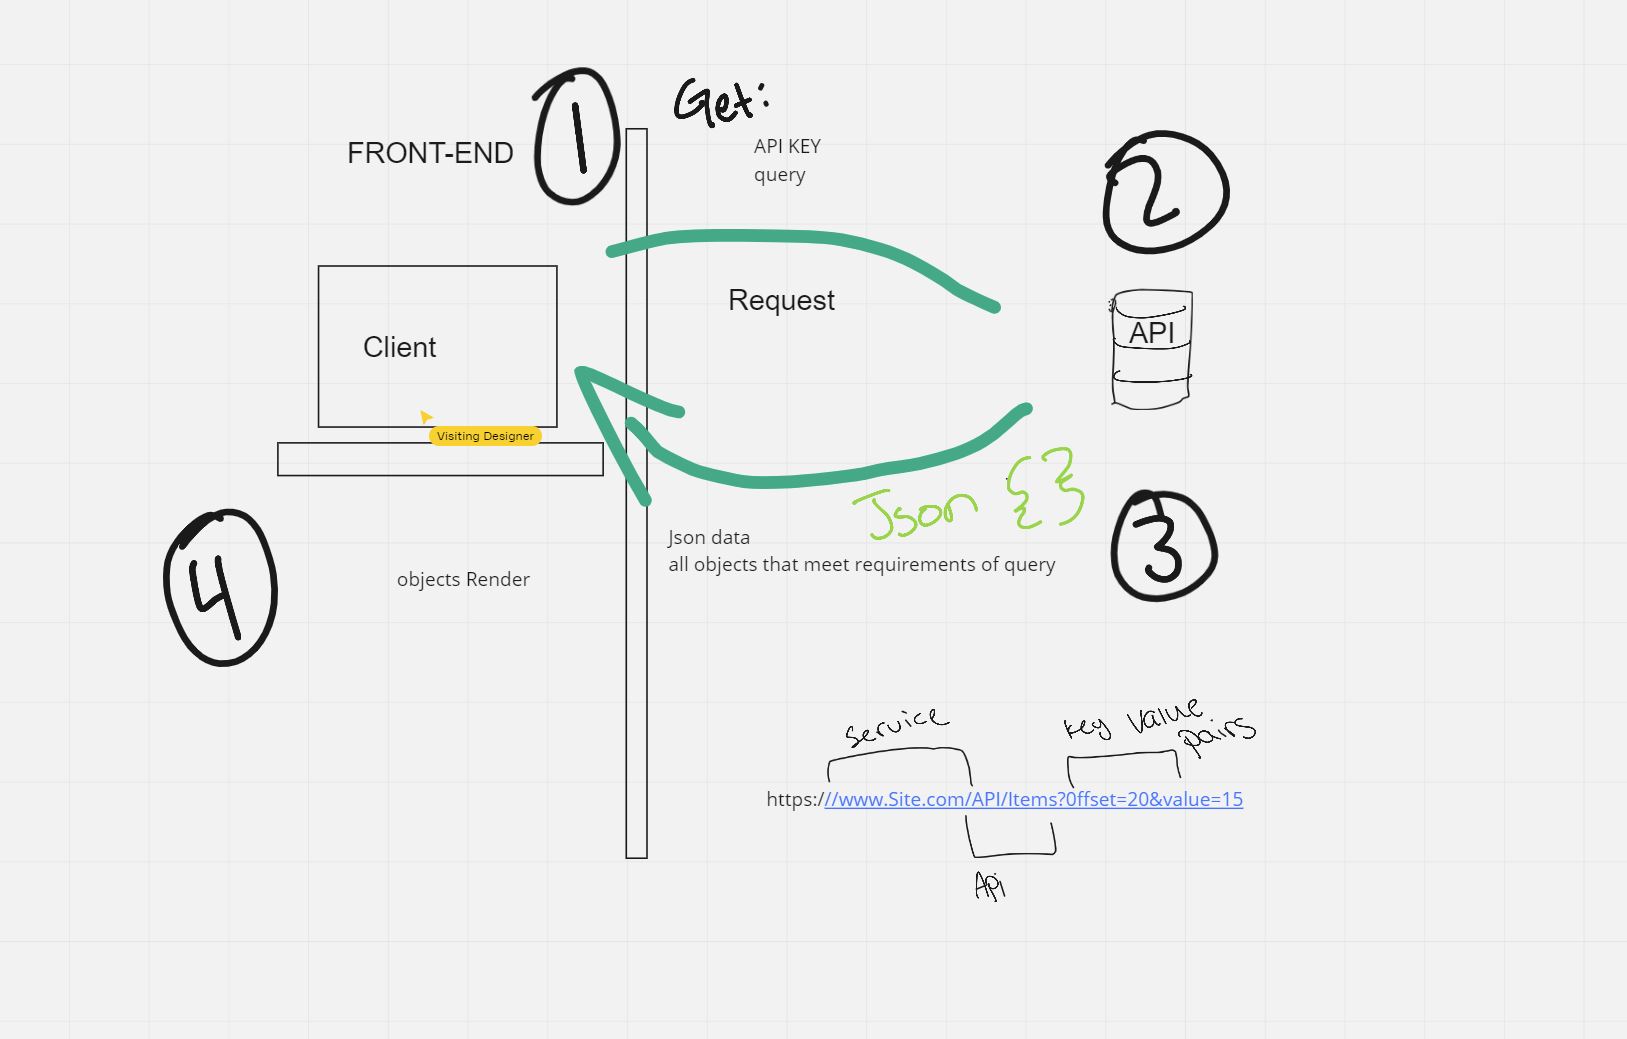 1
Get:
FRONT-END
API KEY
query
2
Request
API
Client
Visiting Designer
Json {}
3
Json data
all objects that meet requirements of query
4
objects Render
Service
key value
pairs
https://www.Site.com/API/Items?0ffset=20&value=15
Api